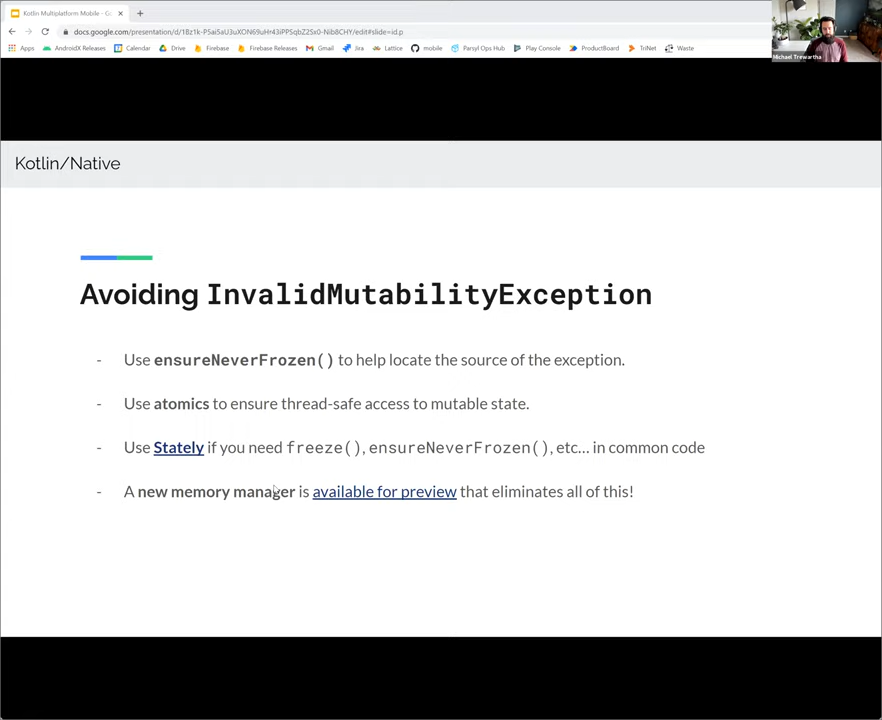 Kotlin Multiplatform Mobile - Go
docs.google.com/presentation/d/18z1k-P5ai5aU3uXON69uHr43iPPSqbZ2Sx0-Nib8CHY/edit#slide=id.p
Apps AndroidX Releases Calendar Drive Firebase Firebase Releases Gmail Jira Lattice mobile Parsyl Ops Hub Play Console ProductBoard TriNet Waste
Michael Trewartha
Kotlin/Native
Avoiding InvalidMutabilityException
- Use ensureNeverFrozen() to help locate the source of the exception.
- Use atomics to ensure thread-safe access to mutable state.
- Use Stately if you need freeze(), ensureNeverFrozen(), etc... in common code
- A new memory manager is available for preview that eliminates all of this!